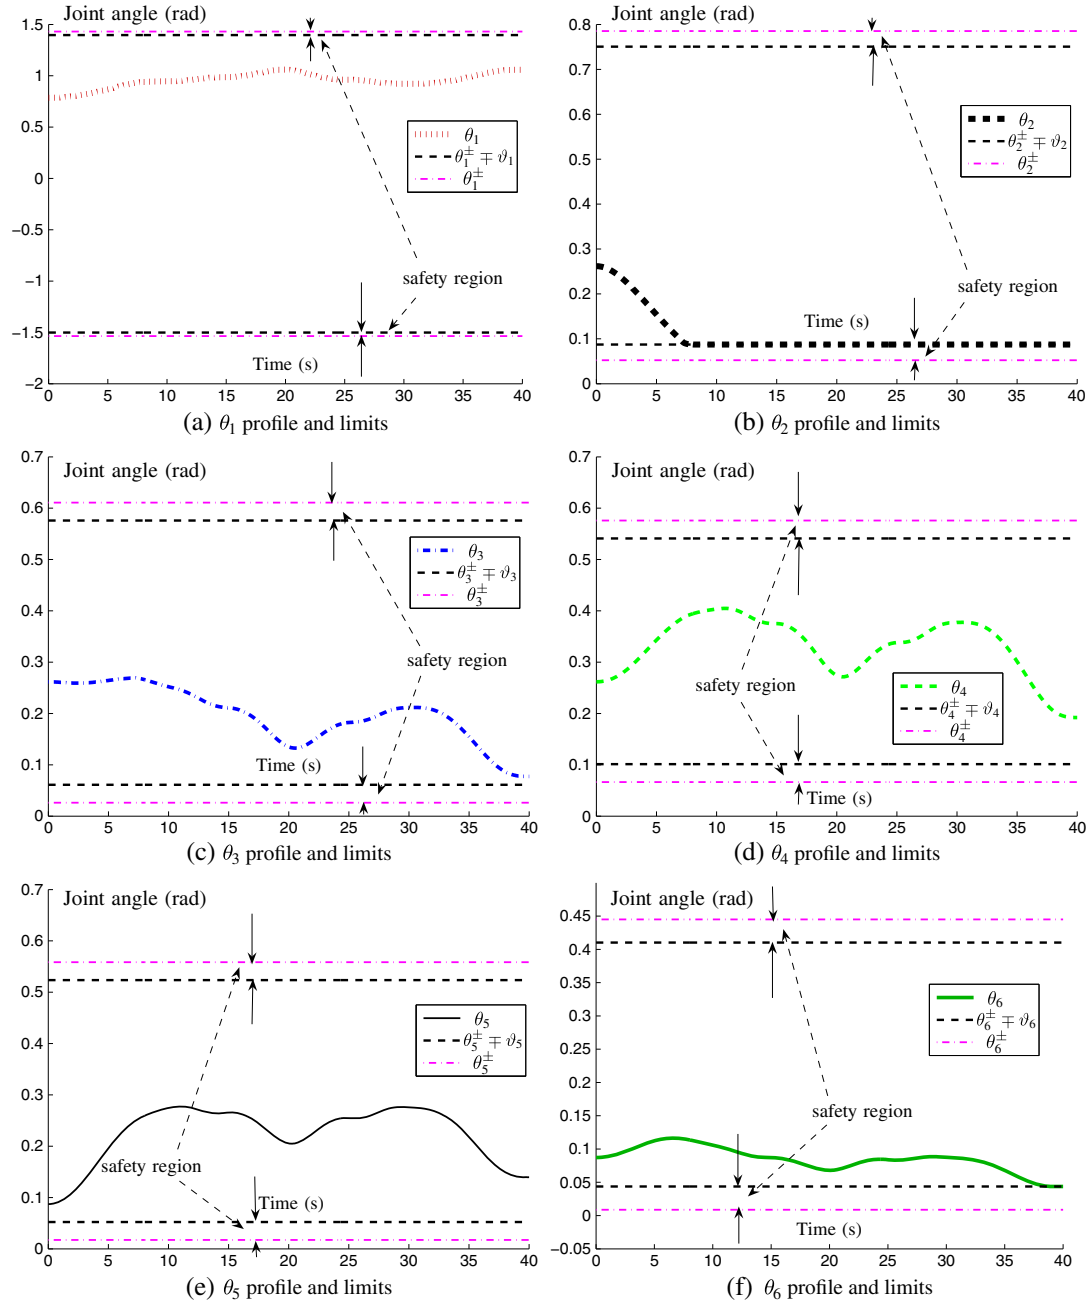 Joint angle (rad)
1.5
1
0.5
0
−0.5
−1
−1.5
−2
θ₁
θ₁^± ∓ ϑ₁
θ₁^±
safety region
Time (s)
0 5 10 15 20 25 30 35 40
(a) θ₁ profile and limits
Joint angle (rad)
0.8
0.7
0.6
0.5
0.4
0.3
0.2
0.1
0
θ₂
θ₂^± ∓ ϑ₂
θ₂^±
safety region
Time (s)
0 5 10 15 20 25 30 35 40
(b) θ₂ profile and limits
Joint angle (rad)
0.7
0.6
0.5
0.4
0.3
0.2
0.1
0
θ₃
θ₃^± ∓ ϑ₃
θ₃^±
safety region
Time (s)
0 5 10 15 20 25 30 35 40
(c) θ₃ profile and limits
Joint angle (rad)
0.7
0.6
0.5
0.4
0.3
0.2
0.1
0
θ₄
θ₄^± ∓ ϑ₄
θ₄^±
safety region
Time (s)
0 5 10 15 20 25 30 35 40
(d) θ₄ profile and limits
Joint angle (rad)
0.7
0.6
0.5
0.4
0.3
0.2
0.1
0
θ₅
θ₅^± ∓ ϑ₅
θ₅^±
safety region
Time (s)
0 5 10 15 20 25 30 35 40
(e) θ₅ profile and limits
Joint angle (rad)
0.45
0.4
0.35
0.3
0.25
0.2
0.15
0.1
0.05
0
−0.05
θ₆
θ₆^± ∓ ϑ₆
θ₆^±
safety region
Time (s)
0 5 10 15 20 25 30 35 40
(f) θ₆ profile and limits